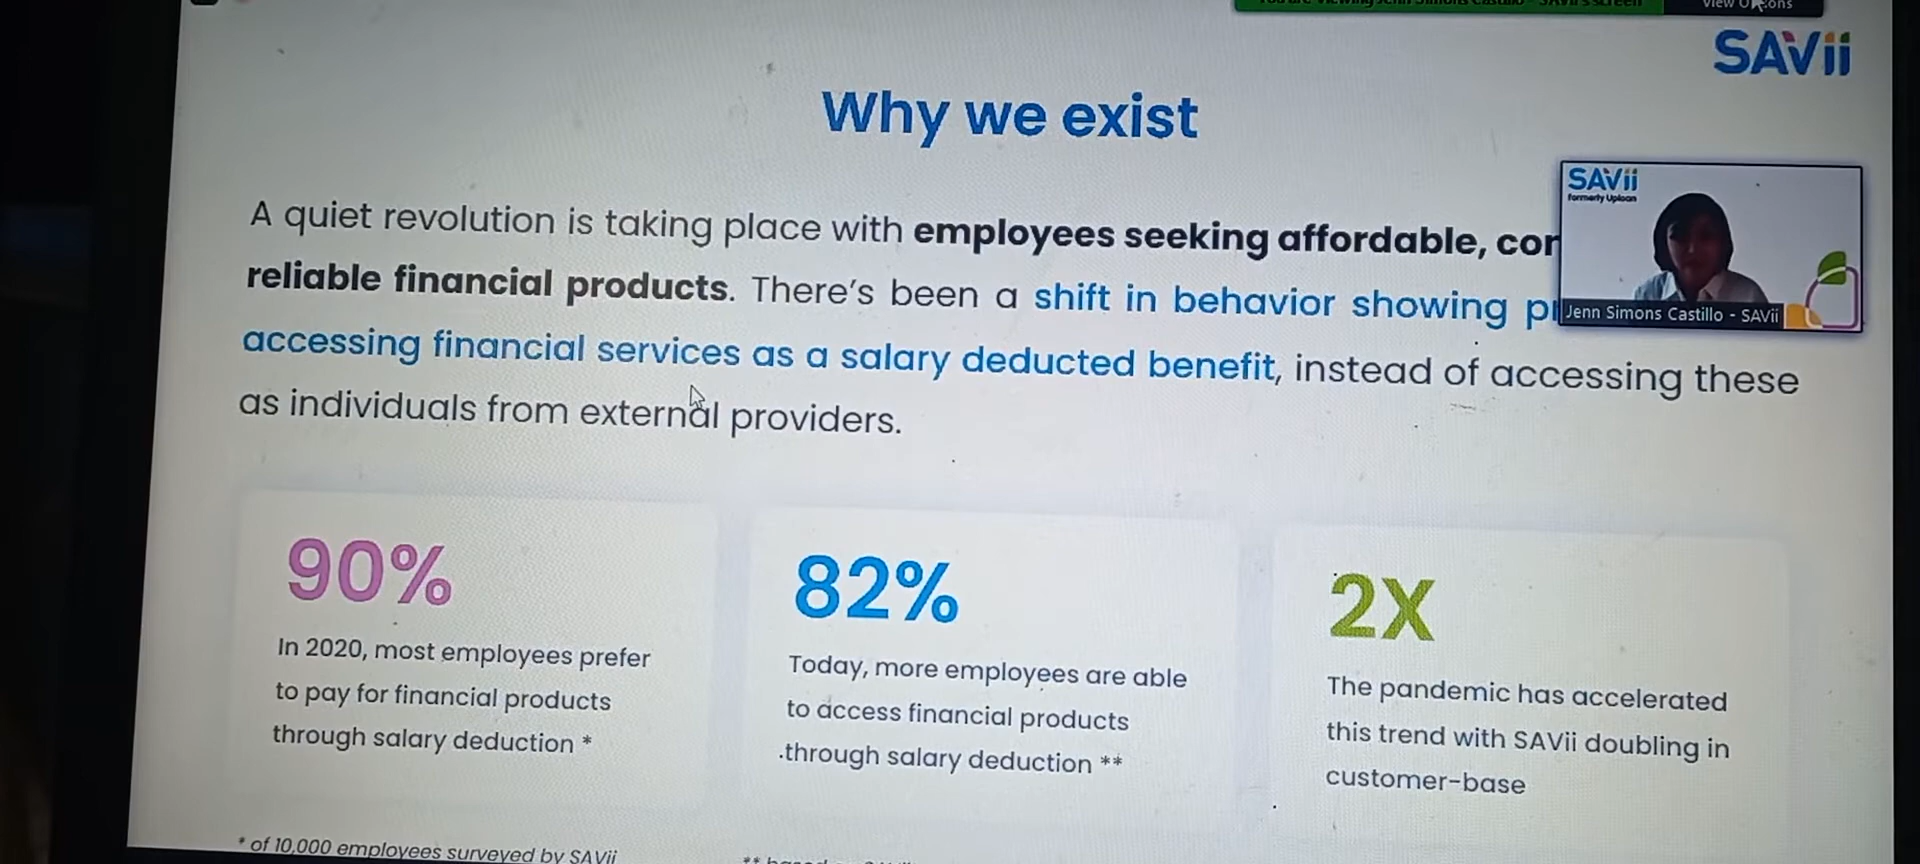 View Options
SAVii
Why we exist
SAVii
formerly Uploan
A quiet revolution is taking place with employees seeking affordable,
reliable financial products. There's been a shift in behavior showing
Jenn Simons Castillo - SAVii
accessing financial services as a salary deducted benefit, instead of accessing these
as individuals from external providers.
90%
In 2020, most employees prefer
to pay for financial products
through salary deduction *
82%
Today, more employees are able
to access financial products
through salary deduction **
2X
The pandemic has accelerated
this trend with SAVii doubling in
customer-base
* of 10,000 employees surveyed by SAVii